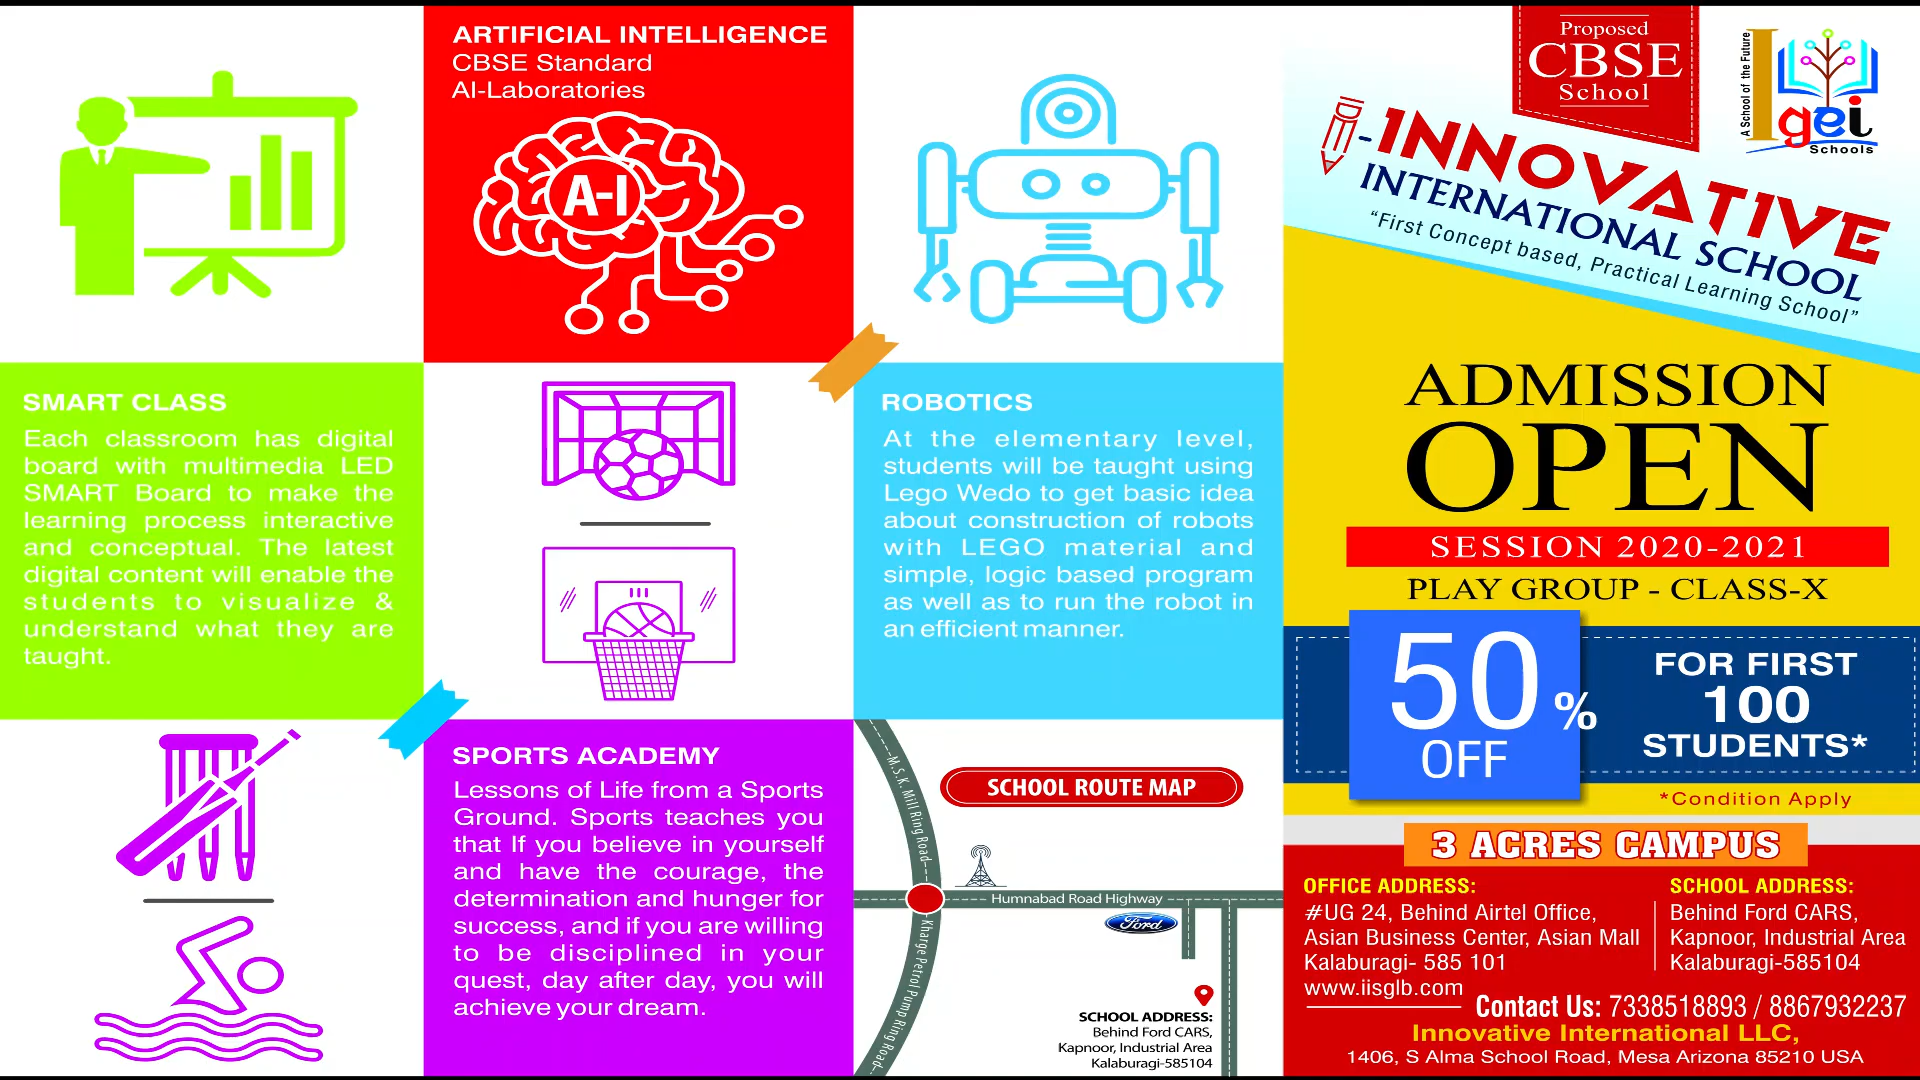 ARTIFICIAL INTELLIGENCE
CBSE Standard
AI-Laboratories
A-I
SMART CLASS
Each classroom has digital
board with multimedia LED
SMART Board to make the
learning process interactive
and conceptual. The latest
digital content will enable the
students to visualize &
understand what they are
taught.
ROBOTICS
At the elementary level,
students will be taught using
Lego Wedo to get basic idea
about construction of robots
with LEGO material and
simple, logic based program
as well as to run the robot in
an efficient manner.
SPORTS ACADEMY
Lessons of Life from a Sports
Ground. Sports teaches you
that If you believe in yourself
and have the courage, the
determination and hunger for
success, and if you are willing
to be disciplined in your
quest, day after day, you will
achieve your dream.
SCHOOL ROUTE MAP
M.S.K. Mill Ring Road
Humnabad Road Highway
Ford
Kharge Petrol Pump Ring Road
SCHOOL ADDRESS:
Behind Ford CARS,
Kapnoor, Industrial Area
Kalaburagi-585104
Proposed
CBSE
School
A School of the Future
Igei
Schools
i-INNOVATIVE
INTERNATIONAL SCHOOL
"First Concept based, Practical Learning School"
ADMISSION
OPEN
SESSION 2020-2021
PLAY GROUP - CLASS-X
50%
OFF
FOR FIRST
100
STUDENTS*
*Condition Apply
3 ACRES CAMPUS
OFFICE ADDRESS:
#UG 24, Behind Airtel Office,
Asian Business Center, Asian Mall
Kalaburagi- 585 101
www.iisglb.com
SCHOOL ADDRESS:
Behind Ford CARS,
Kapnoor, Industrial Area
Kalaburagi-585104
Contact Us: 7338518893 / 8867932237
Innovative International LLC,
1406, S Alma School Road, Mesa Arizona 85210 USA